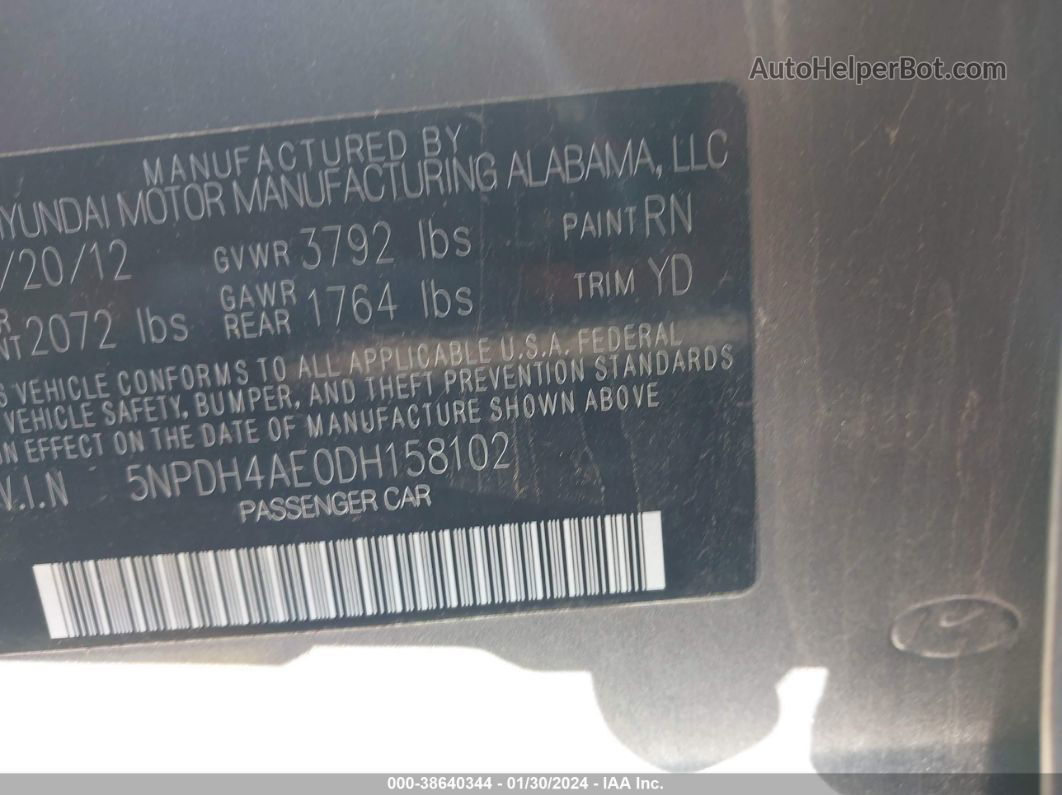 AutoHelperBot.com
MANUFACTURED BY
HYUNDAI MOTOR MANUFACTURING ALABAMA, LLC
/20/12 GVWR 3792 lbs PAINT RN
2072 lbs GAWR REAR 1764 lbs TRIM YD
VEHICLE CONFORMS TO ALL APPLICABLE U.S.A. FEDERAL
VEHICLE SAFETY, BUMPER, AND THEFT PREVENTION STANDARDS
IN EFFECT ON THE DATE OF MANUFACTURE SHOWN ABOVE
V.I.N 5NPDH4AE0DH158102
PASSENGER CAR
000-38640344 - 01/30/2024 - IAA Inc.